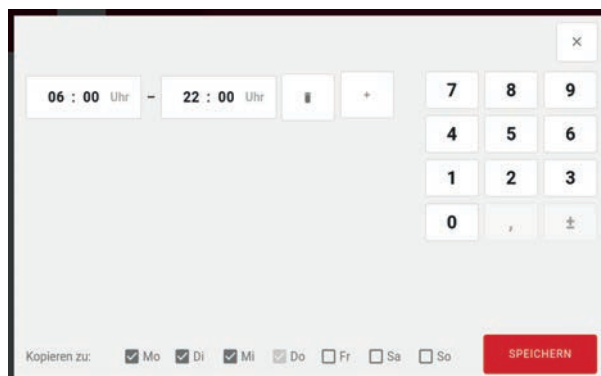 ×
06 : 00 Uhr – 22 : 00 Uhr +
7 8 9
4 5 6
1 2 3
0 , ±
Kopieren zu: Mo Di Mi Do Fr Sa So SPEICHERN